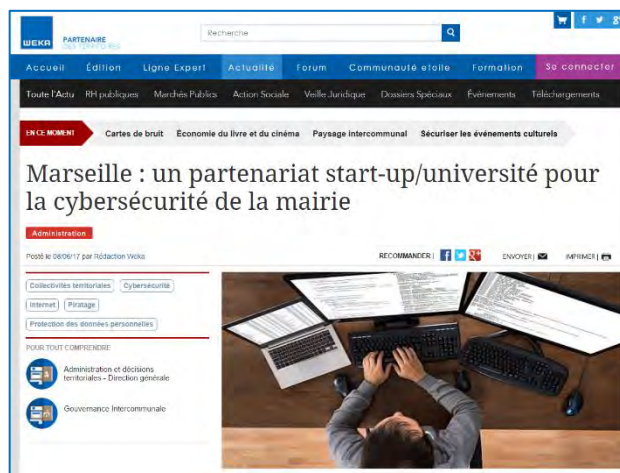 WEKA
PARTENAIRE
DES TERRITOIRES
Recherche
Accueil Édition Ligne Expert Actualité Forum Communauté etoile Formation Se connecter
Toute l'Actu RH publiques Marchés Publics Action Sociale Veille Juridique Dossiers Spéciaux Événements Téléchargements
EN CE MOMENT Cartes de bruit Économie du livre et du cinéma Paysage intercommunal Sécuriser les événements culturels
Marseille : un partenariat start-up/université pour
la cybersécurité de la mairie
Administration
Posté le 08/06/17 par Rédaction Weka RECOMMANDER | ENVOYER | IMPRIMER |
Collectivités territoriales Cybersécurité
Internet Piratage
Protection des données personnelles
POUR TOUT COMPRENDRE
Administration et décisions
territoriales - Direction générale
Gouvernance Intercommunale